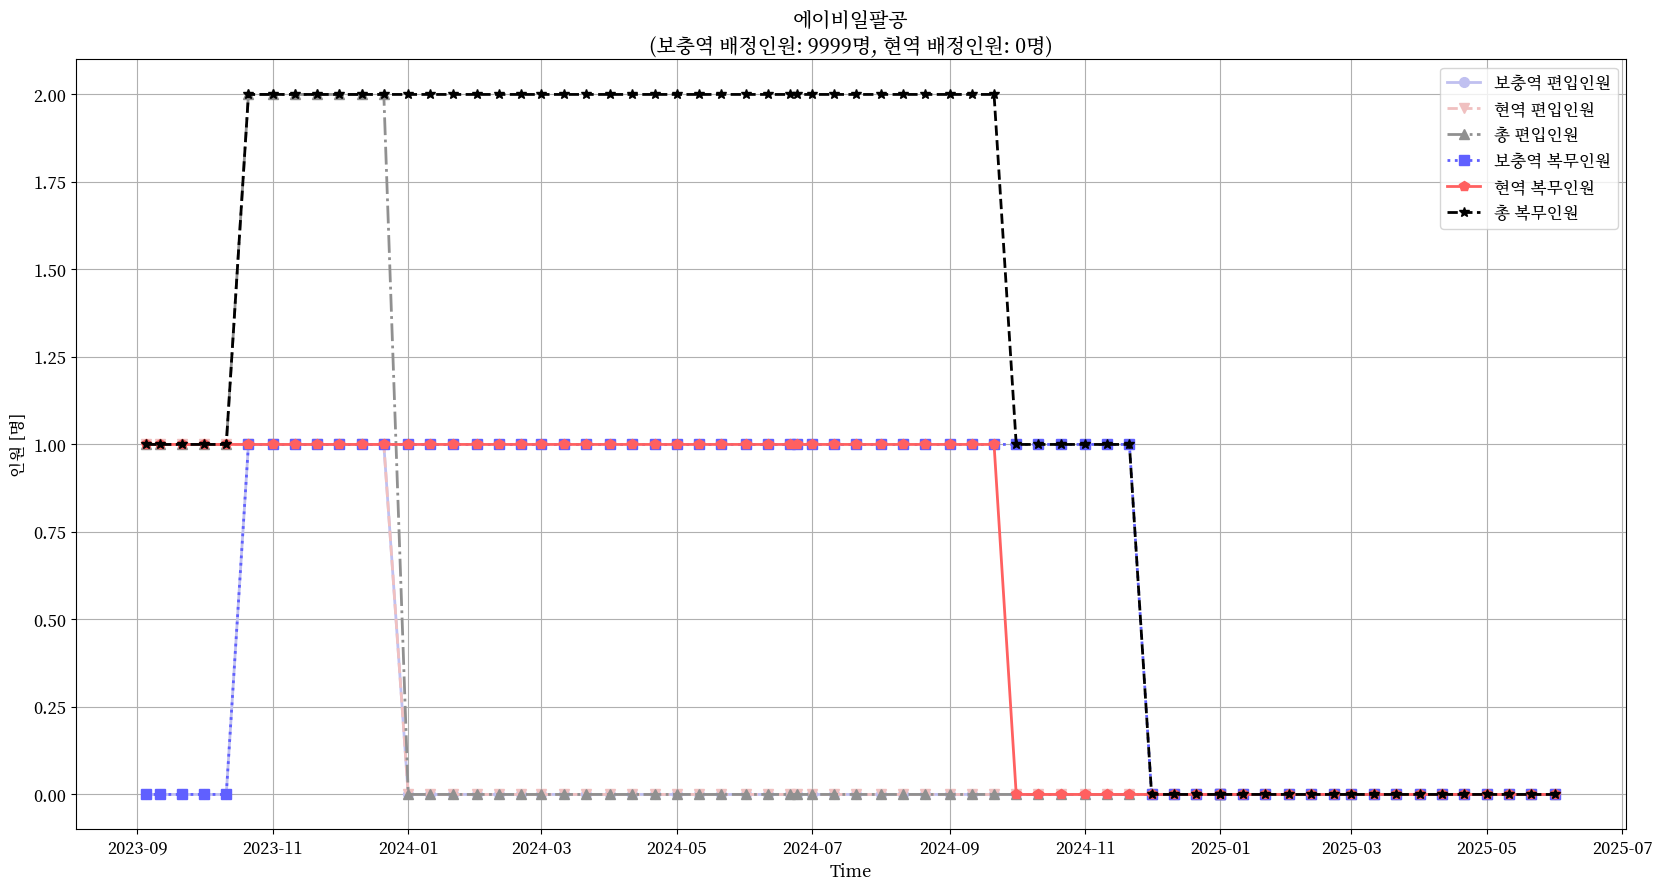 에이비일팔공
(보충역 배정인원: 9999명, 현역 배정인원: 0명)
2.00
1.75
1.50
1.25
1.00
0.75
0.50
0.25
0.00
인원 [명]
보충역 편입인원
현역 편입인원
총 편입인원
보충역 복무인원
현역 복무인원
총 복무인원
2023-09 2023-11 2024-01 2024-03 2024-05 2024-07 2024-09 2024-11 2025-01 2025-03 2025-05 2025-07
Time